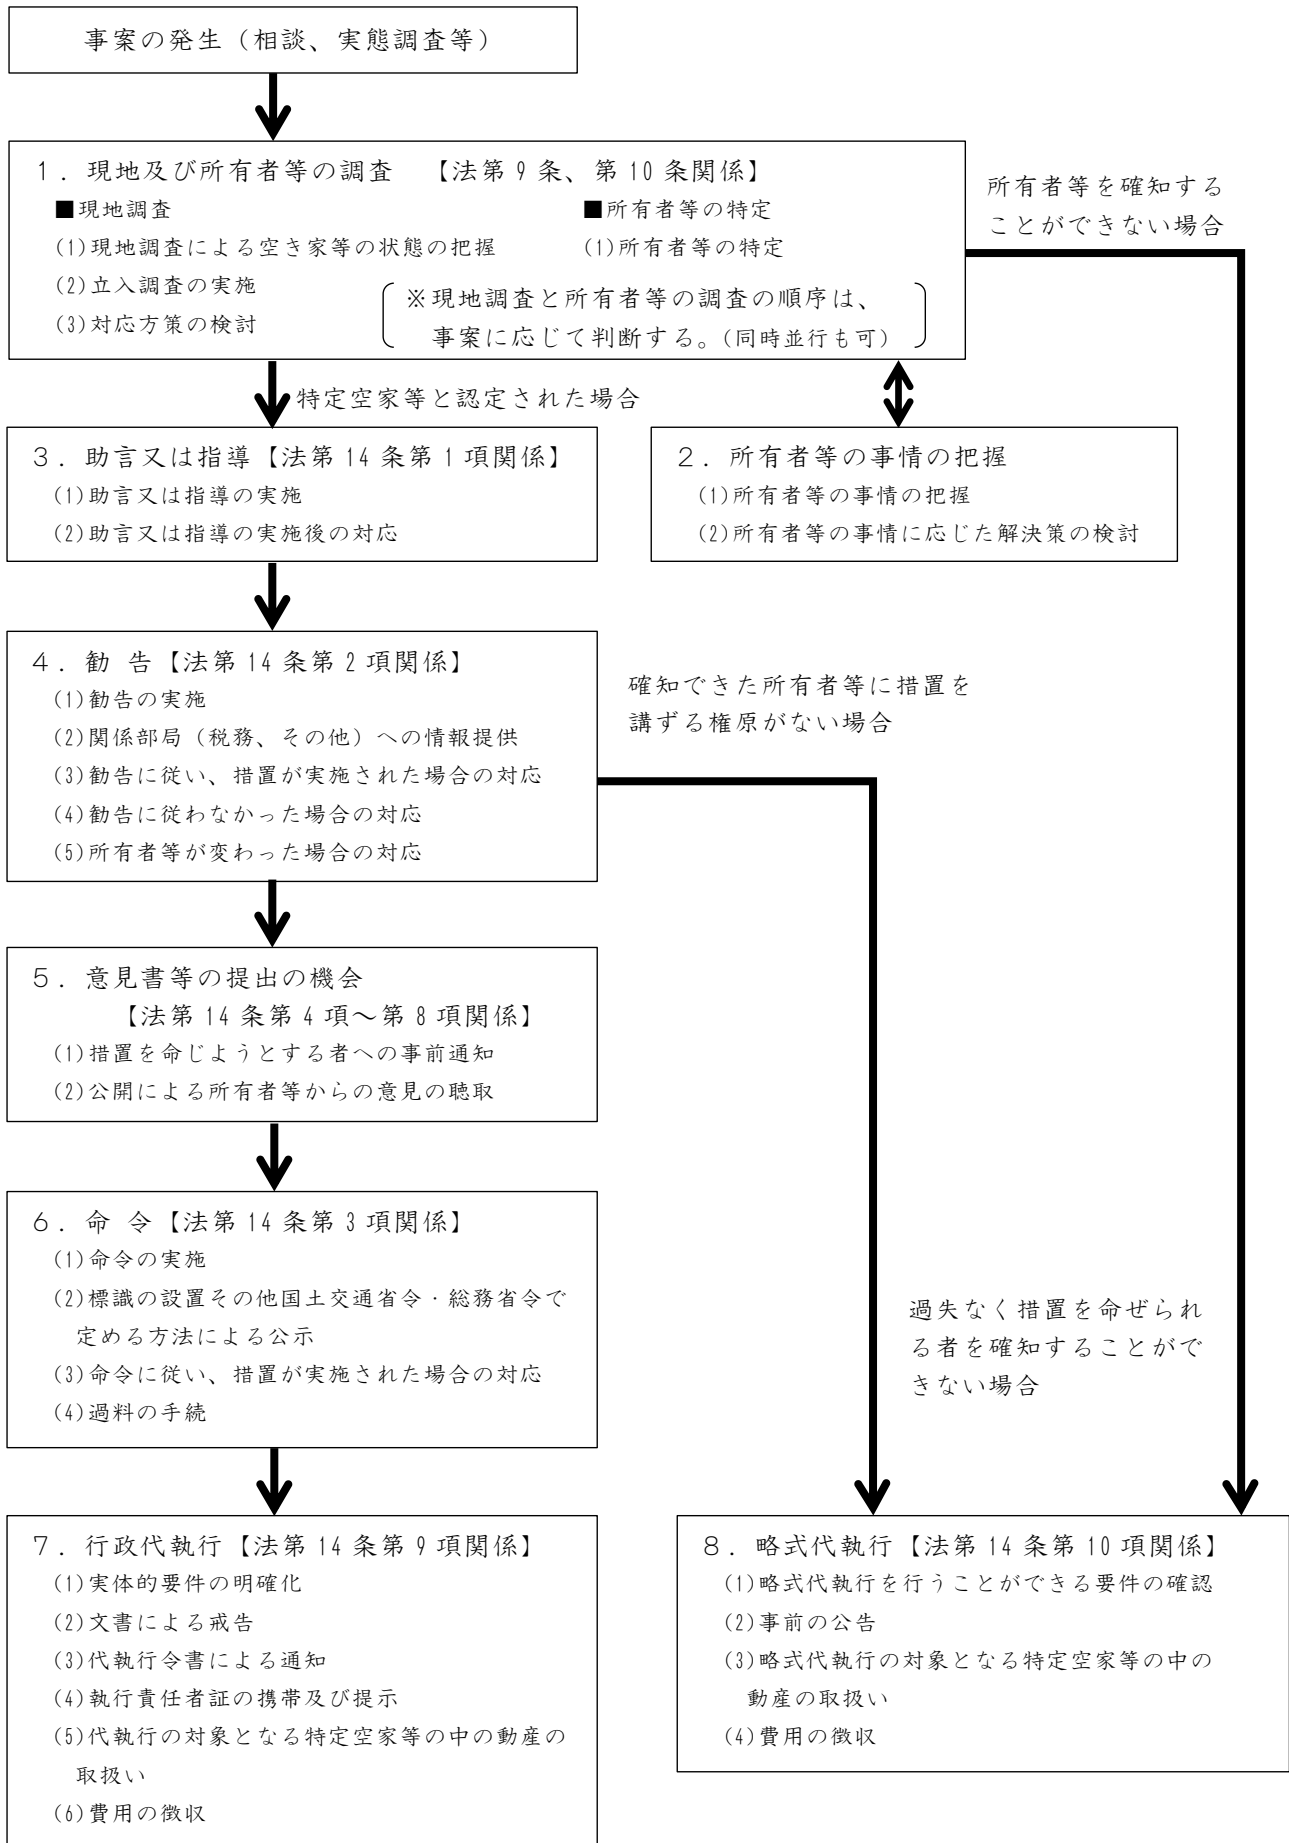 事案の発生（相談、実態調査等）
１．現地及び所有者等の調査　【法第９条、第10条関係】
■現地調査
(1)現地調査による空き家等の状態の把握
(2)立入調査の実施
(3)対応方策の検討
■所有者等の特定
(1)所有者等の特定
※現地調査と所有者等の調査の順序は、
事案に応じて判断する。(同時並行も可)
所有者等を確知する
ことができない場合
特定空家等と認定された場合
２．所有者等の事情の把握
(1)所有者等の事情の把握
(2)所有者等の事情に応じた解決策の検討
３．助言又は指導【法第14条第１項関係】
(1)助言又は指導の実施
(2)助言又は指導の実施後の対応
４．勧 告【法第14条第２項関係】
(1)勧告の実施
(2)関係部局（税務、その他）への情報提供
(3)勧告に従い、措置が実施された場合の対応
(4)勧告に従わなかった場合の対応
(5)所有者等が変わった場合の対応
確知できた所有者等に措置を
講ずる権原がない場合
５．意見書等の提出の機会
【法第14条第４項～第８項関係】
(1)措置を命じようとする者への事前通知
(2)公開による所有者等からの意見の聴取
６．命 令【法第14条第３項関係】
(1)命令の実施
(2)標識の設置その他国土交通省令・総務省令で
定める方法による公示
(3)命令に従い、措置が実施された場合の対応
(4)過料の手続
過失なく措置を命ぜられ
る者を確知することがで
きない場合
７．行政代執行【法第14条第９項関係】
(1)実体的要件の明確化
(2)文書による戒告
(3)代執行令書による通知
(4)執行責任者証の携帯及び提示
(5)代執行の対象となる特定空家等の中の動産の
取扱い
(6)費用の徴収
８．略式代執行【法第14条第10項関係】
(1)略式代執行を行うことができる要件の確認
(2)事前の公告
(3)略式代執行の対象となる特定空家等の中の
動産の取扱い
(4)費用の徴収